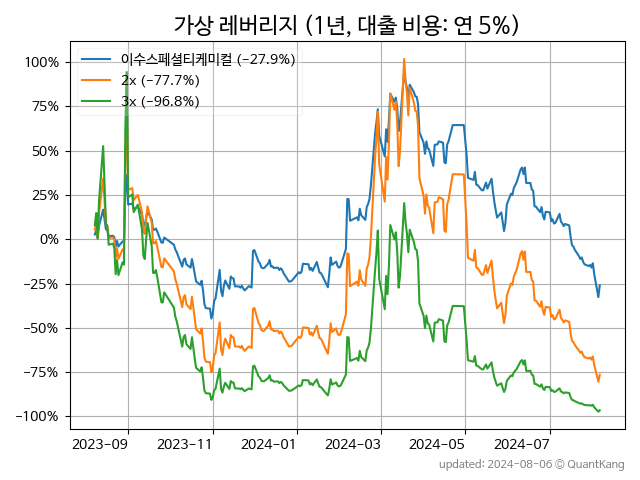 가상 레버리지 (1년, 대출 비용: 연 5%)
이수스페셜티케미컬 (−27.9%)
2x (−77.7%)
3x (−96.8%)
100%
75%
50%
25%
0%
−25%
−50%
−75%
−100%
2023-09 2023-11 2024-01 2024-03 2024-05 2024-07
updated: 2024-08-06 © QuantKang